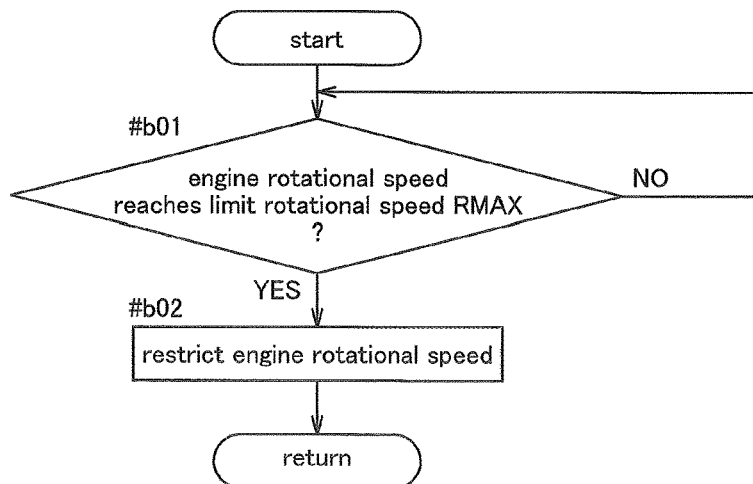 start
#b01
engine rotational speed
reaches limit rotational speed RMAX
?
NO
YES
#b02
restrict engine rotational speed
return